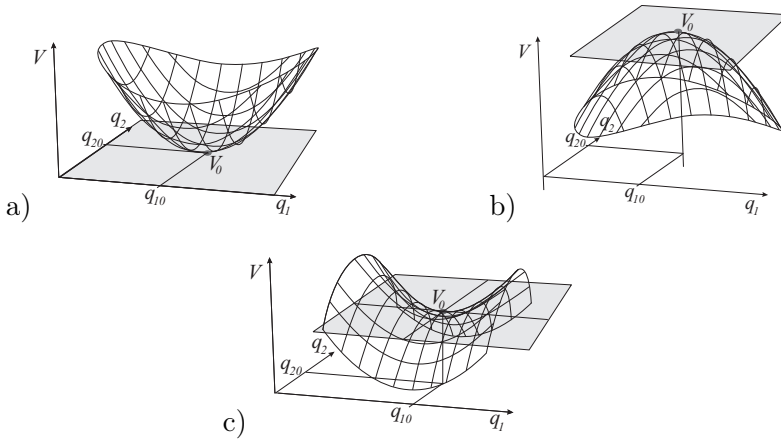 V
q₂
q₂₀
V₀
q₁₀
q₁
a)
V
V₀
q₂
q₂₀
q₁₀
q₁
b)
V
V₀
q₂
q₂₀
q₁₀
q₁
c)